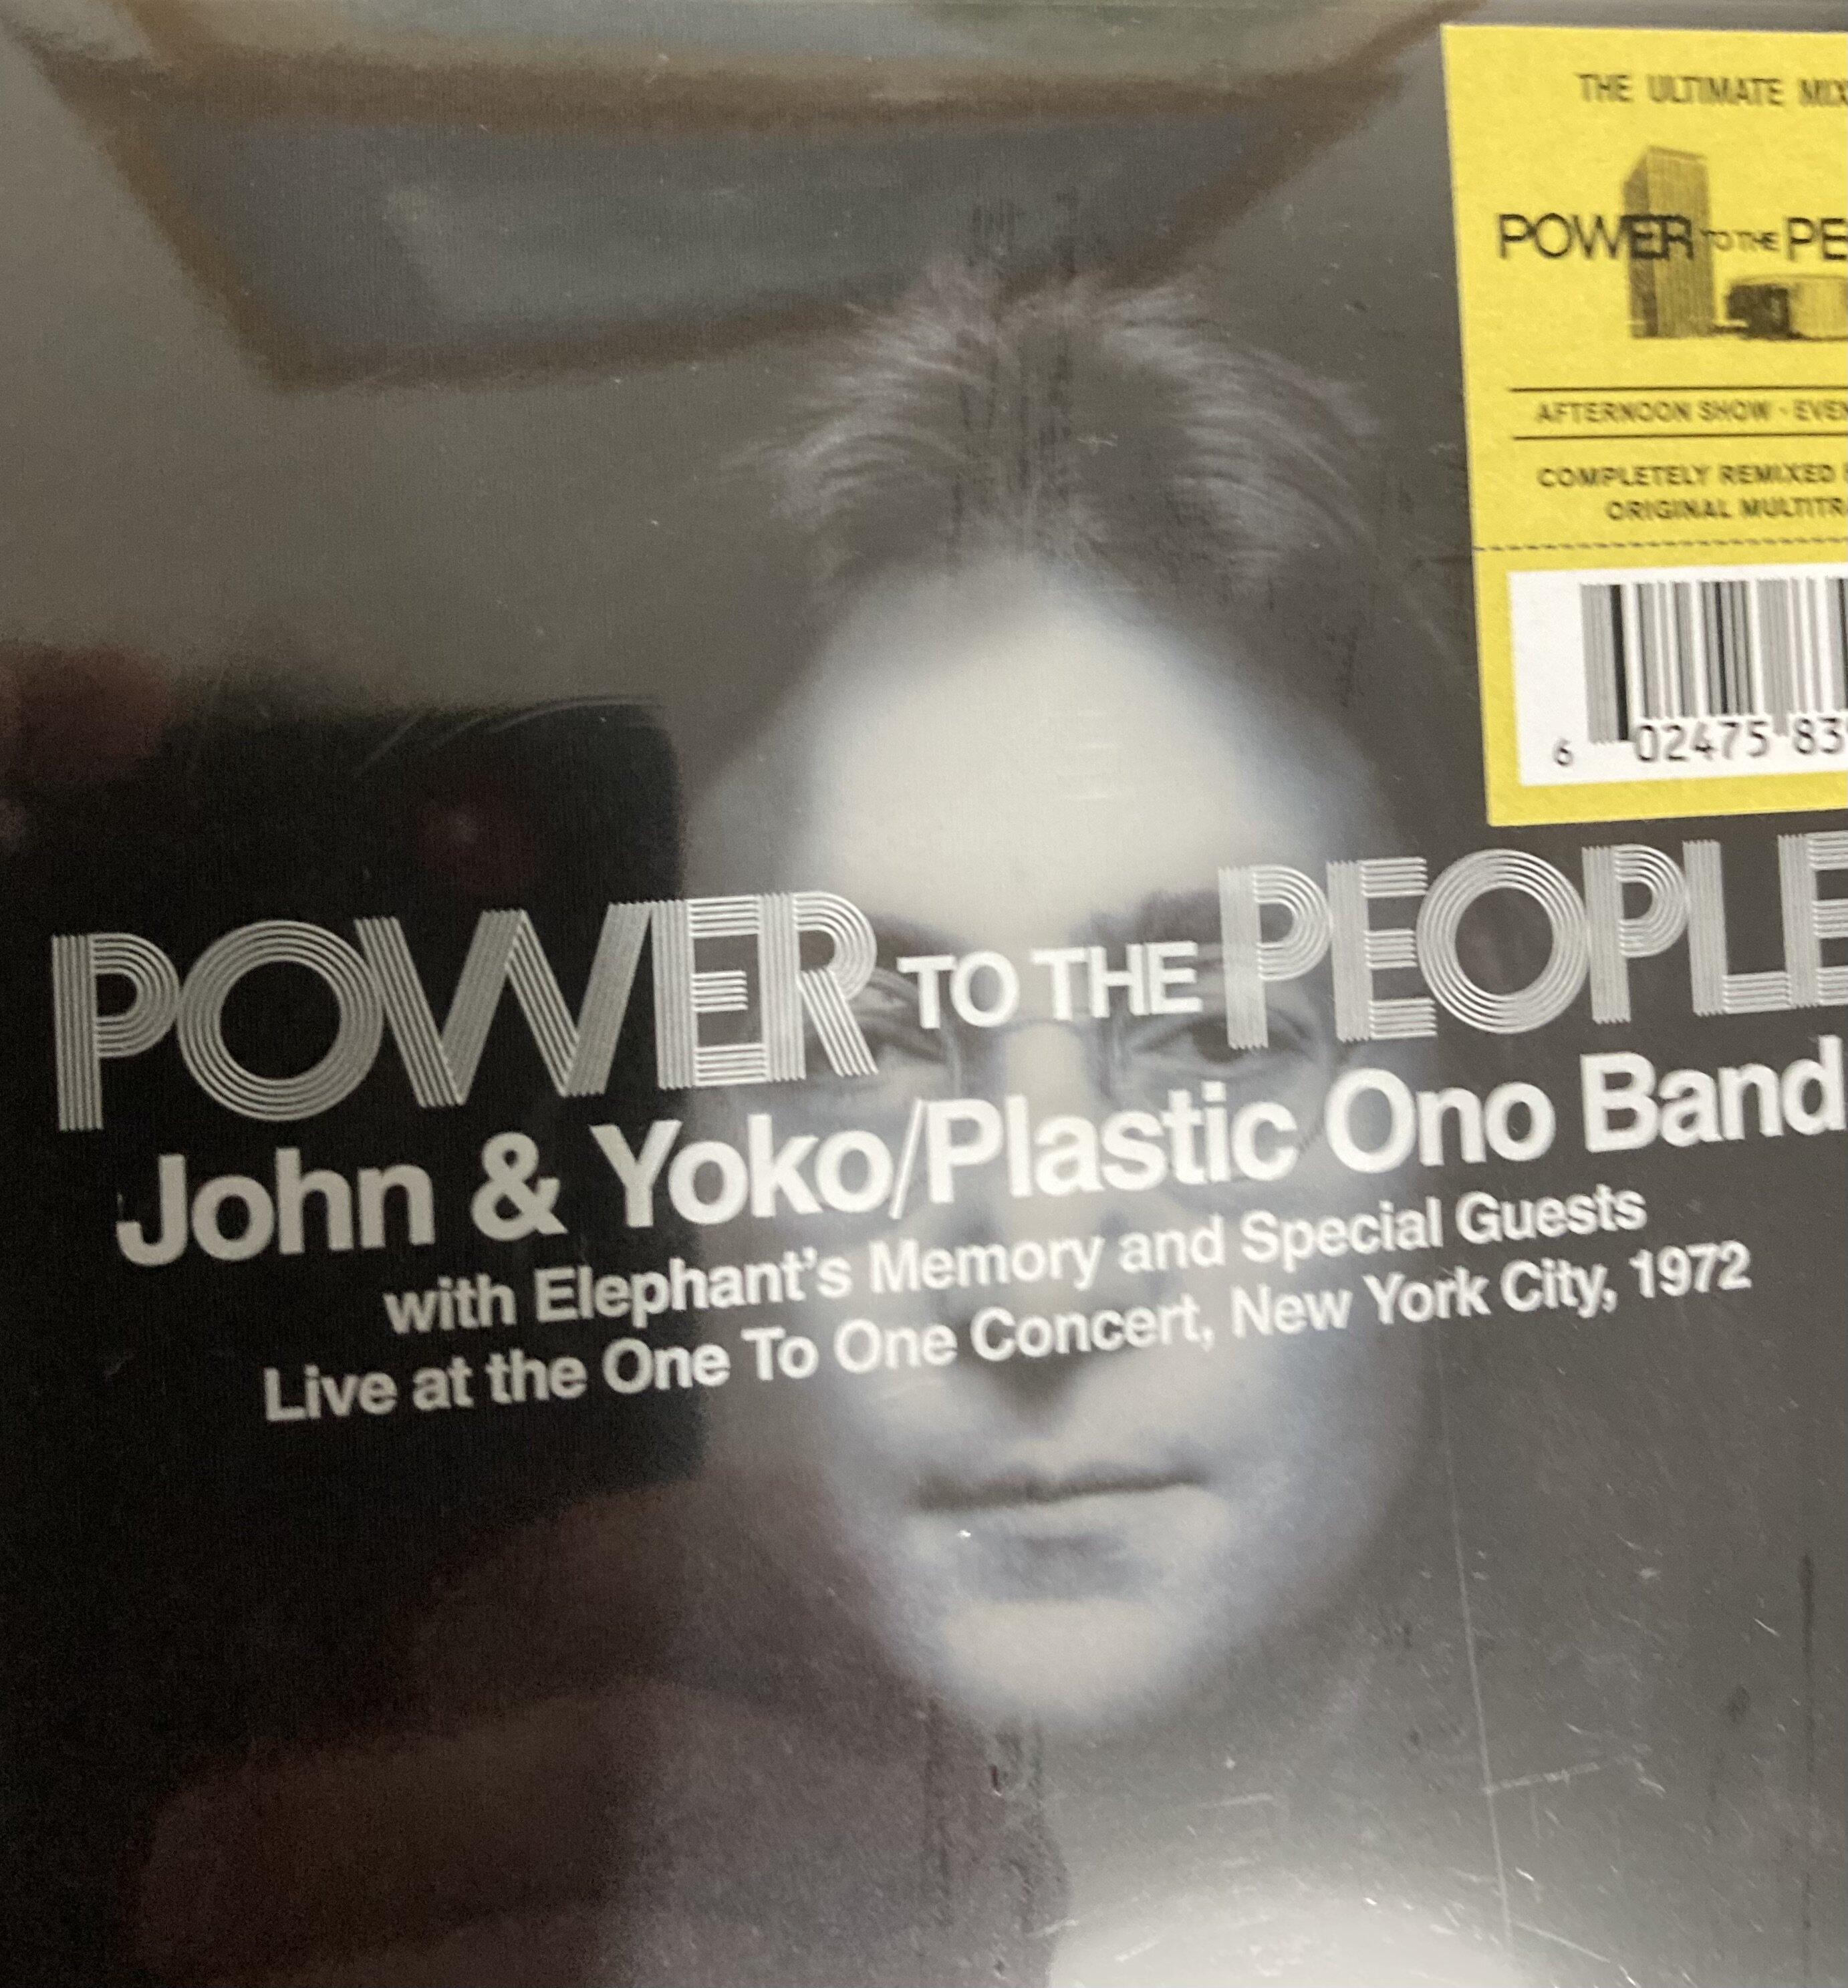 THE ULTIMATE MIX
POWER TO THE PE
AFTERNOON SHOW · EVEN
COMPLETELY REMIXED
ORIGINAL MULTITR
6 02475 83
POWER TO THE PEOPLE
John & Yoko/Plastic Ono Band
with Elephant's Memory and Special Guests
Live at the One To One Concert, New York City, 1972